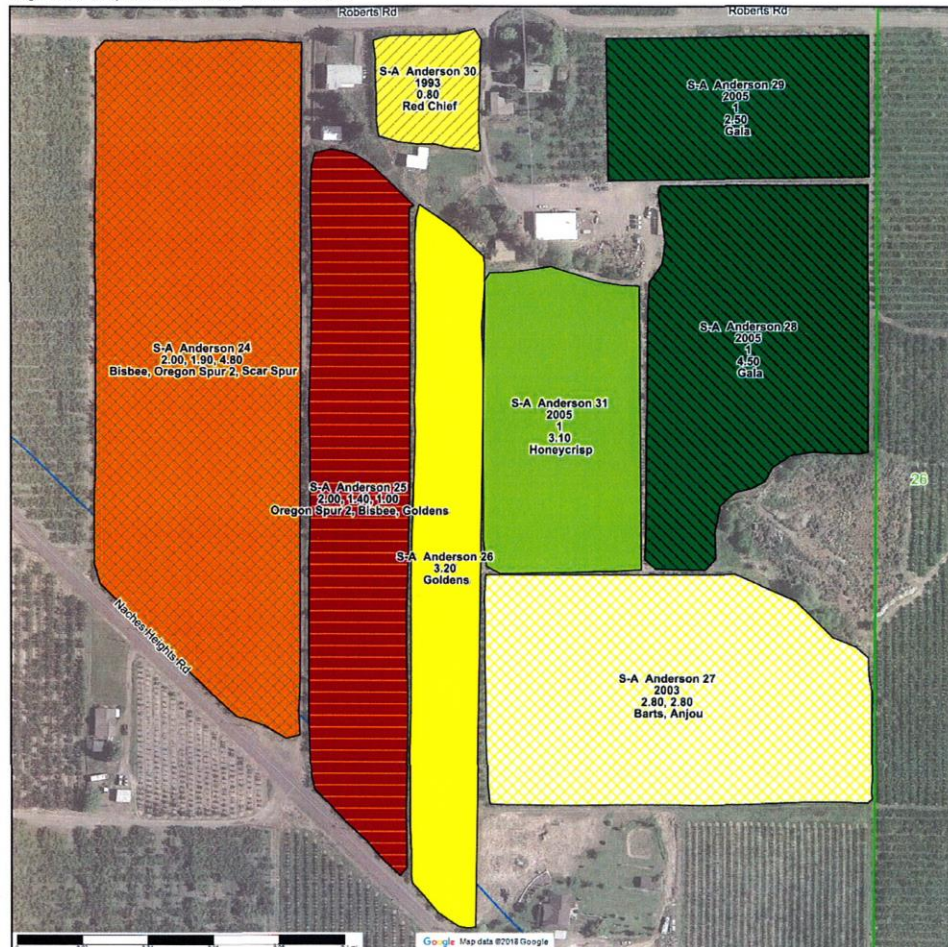 Roberts Rd
Roberts Rd
S-A Anderson 30
1993
0.80
Red Chief
S-A Anderson 29
2005
1
2.50
Gala
S-A Anderson 24
2.00, 1.90, 4.80
Bisbee, Oregon Spur 2, Scar Spur
S-A Anderson 28
2005
1
4.50
Gala
S-A Anderson 31
2005
1
3.10
Honeycrisp
S-A Anderson 25
2.00, 1.40, 1.00
Oregon Spur 2, Bisbee, Goldens
26
S-A Anderson 26
3.20
Goldens
Naches Heights Rd
S-A Anderson 27
2003
2.80, 2.80
Barts, Anjou
Google Map data ©2018 Google